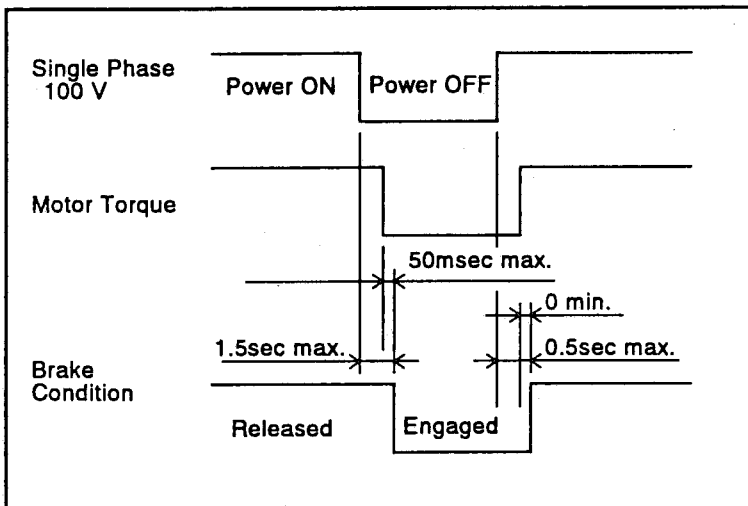 Single Phase
100 V
Power ON
Power OFF
Motor Torque
50msec max.
0 min.
1.5sec max.
0.5sec max.
Brake
Condition
Released
Engaged